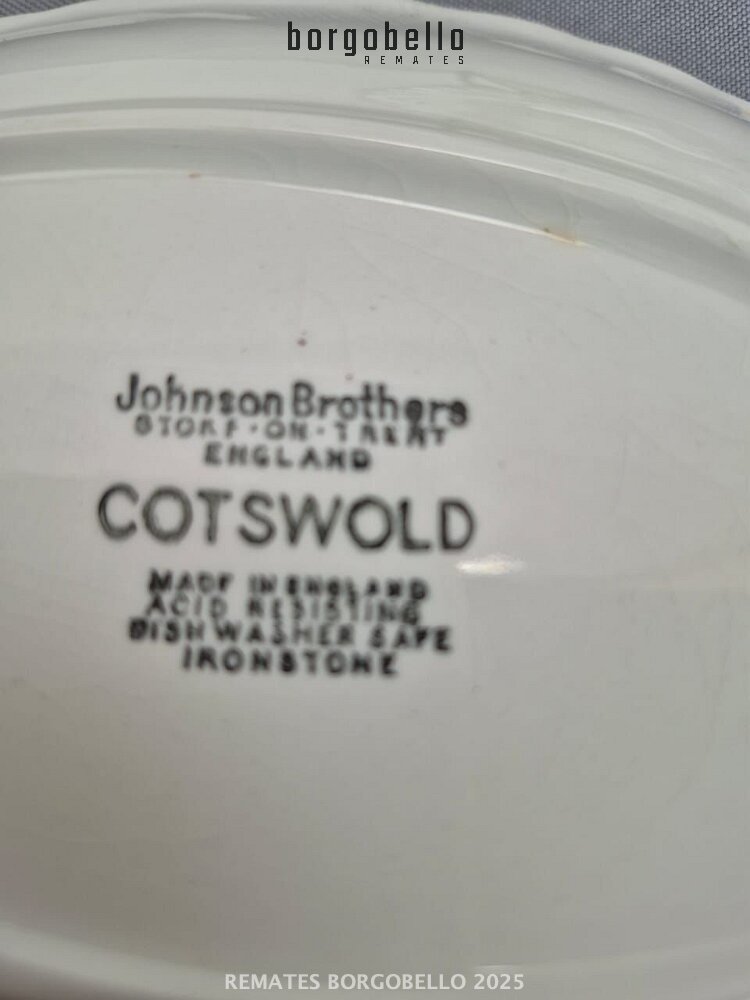 borgobello
REMATES
Johnson Brothers
STOKE·ON·TRENT
ENGLAND
COTSWOLD
MADE IN ENGLAND
ACID RESISTING
DISHWASHER SAFE
IRONSTONE
REMATES BORGOBELLO 2025